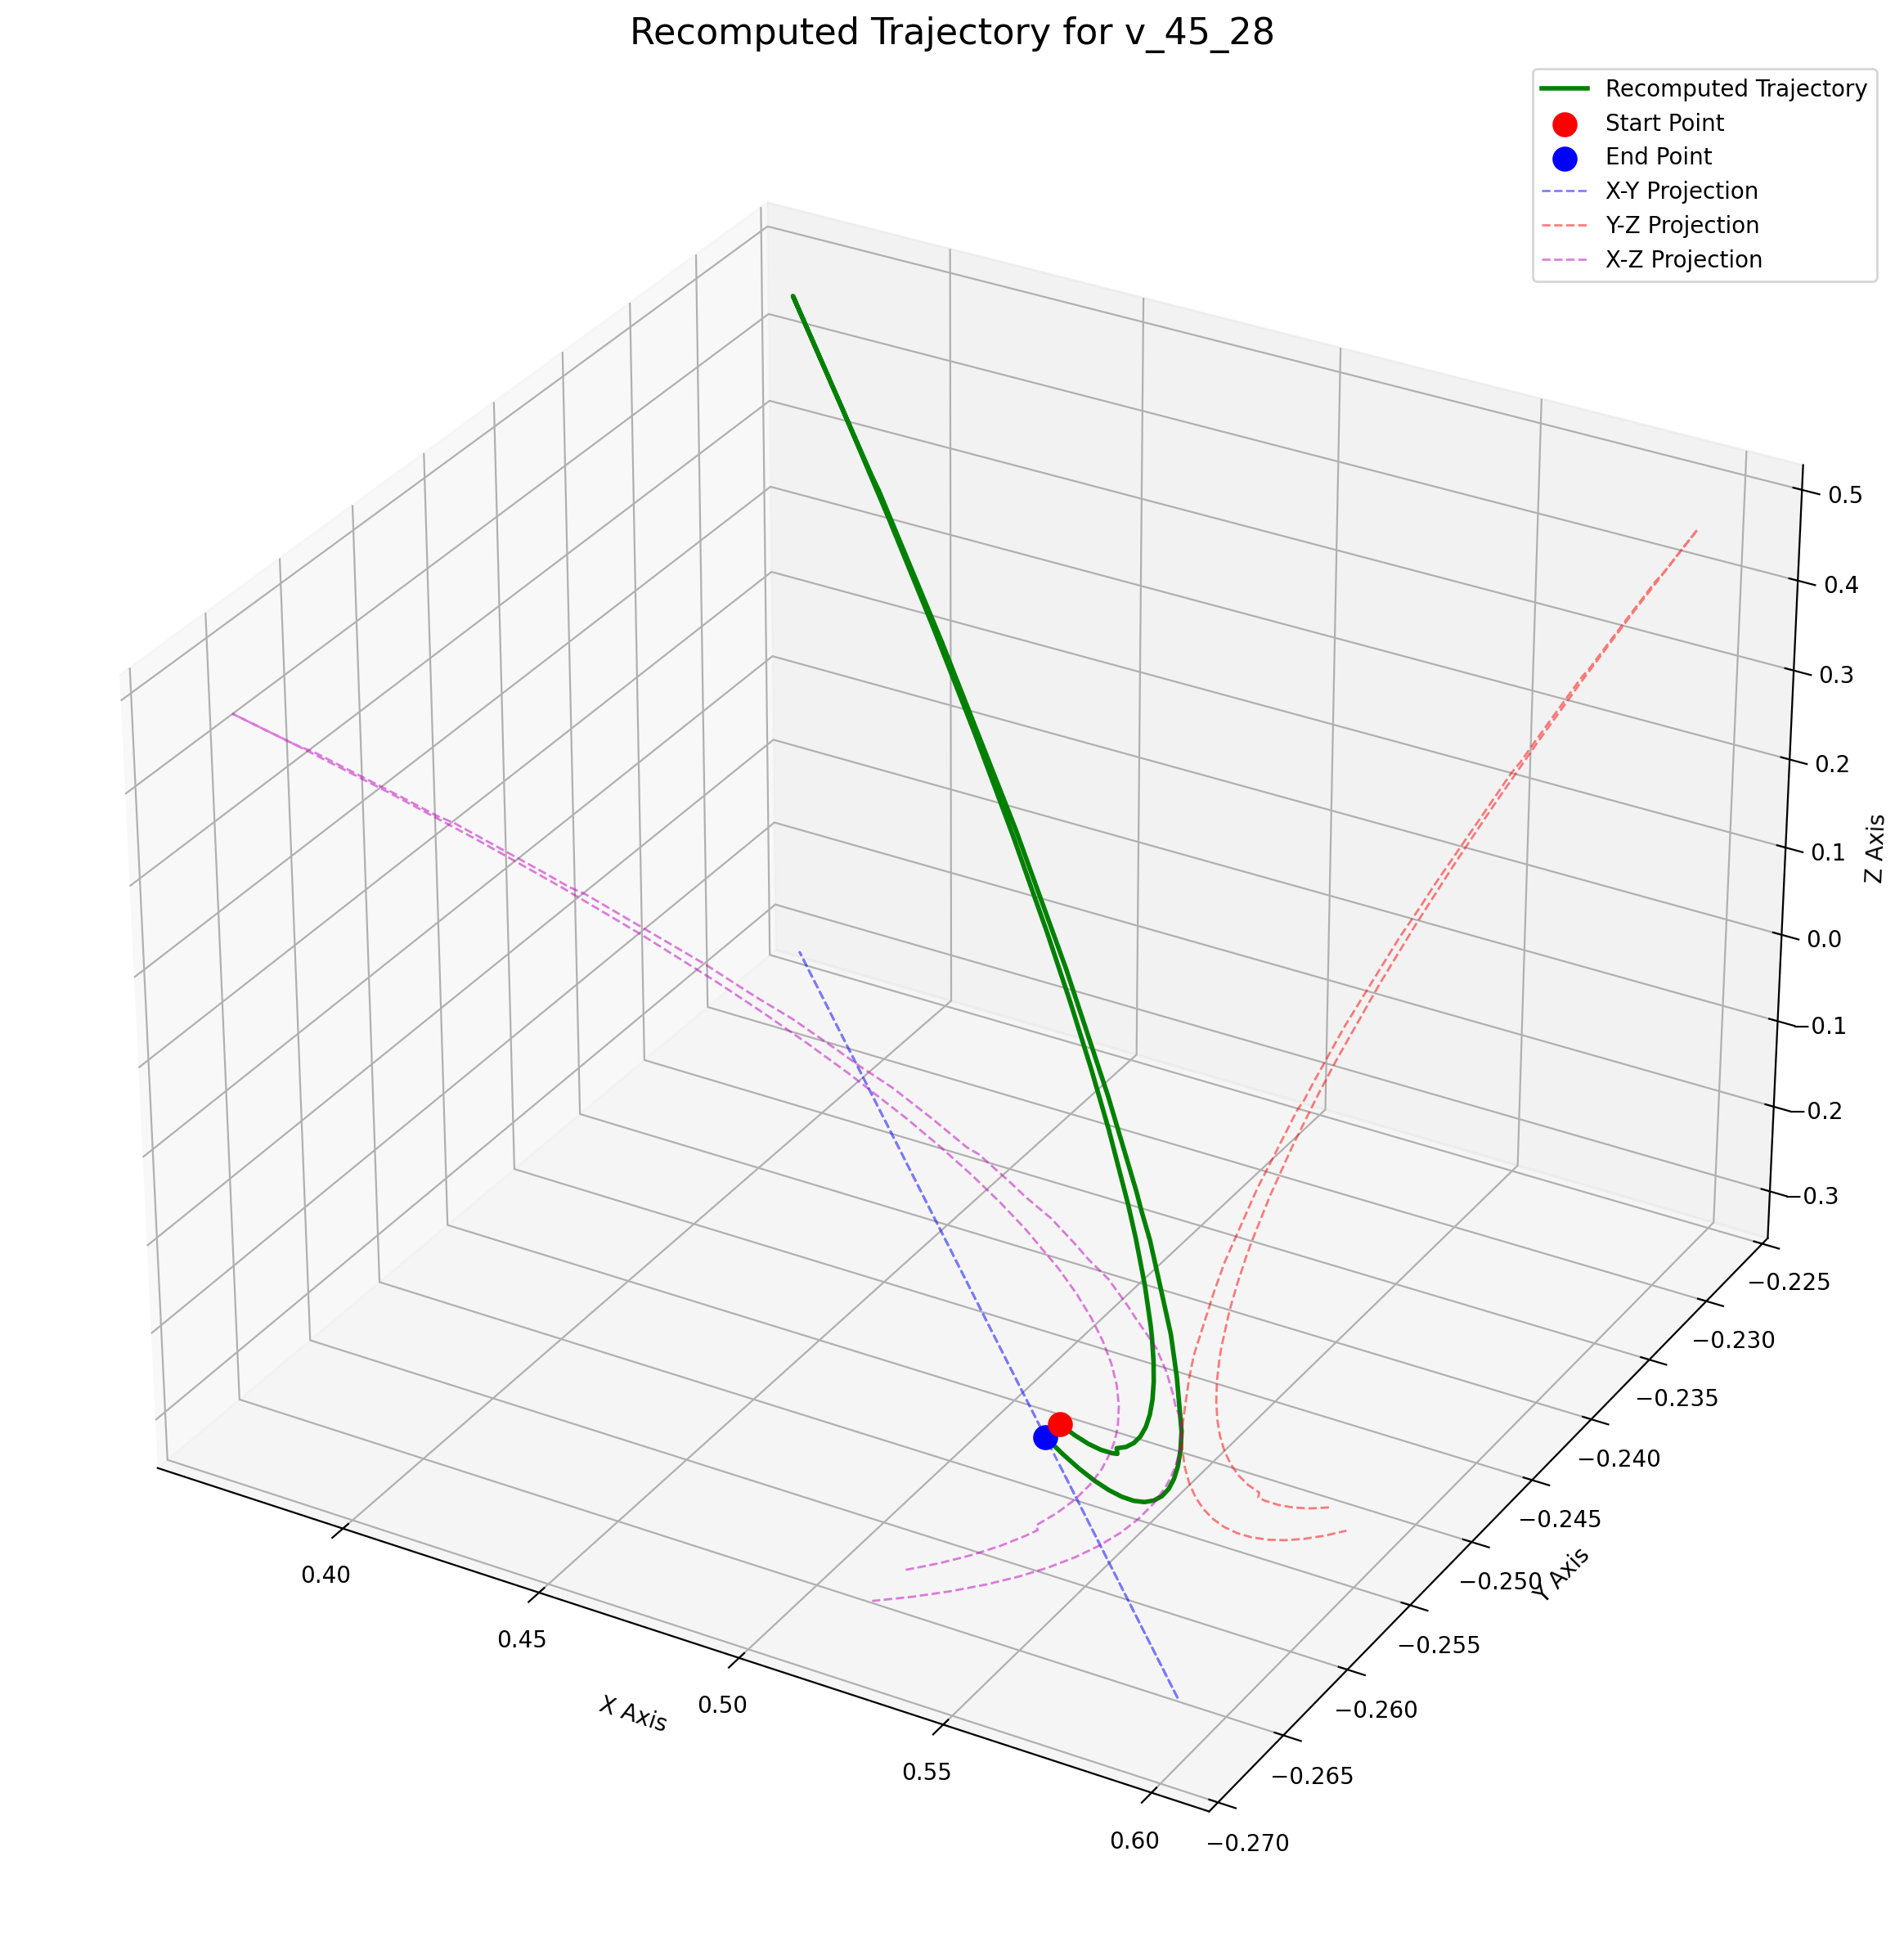 Recomputed Trajectory for v_45_28
Recomputed Trajectory
Start Point
End Point
X-Y Projection
Y-Z Projection
X-Z Projection
0.5
0.4
0.3
0.2
0.1
0.0
−0.1
−0.2
−0.3
Z Axis
−0.225
−0.230
−0.235
−0.240
−0.245
−0.250
−0.255
−0.260
−0.265
−0.270
Y Axis
0.40
0.45
0.50
0.55
0.60
X Axis